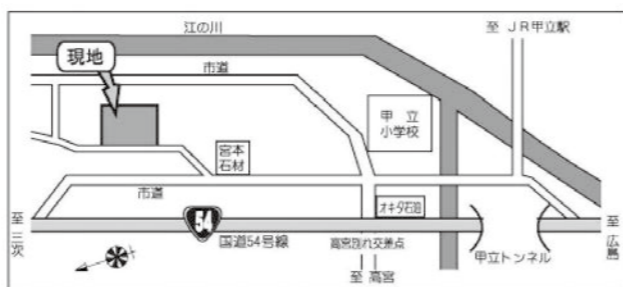 江の川
至 JR甲立駅
現地
市道
甲立
小学校
宮本
石材
市道
オキタ石油
至三次
54
国道54号線
高宮別れ交差点
至高宮
甲立トンネル
至広島